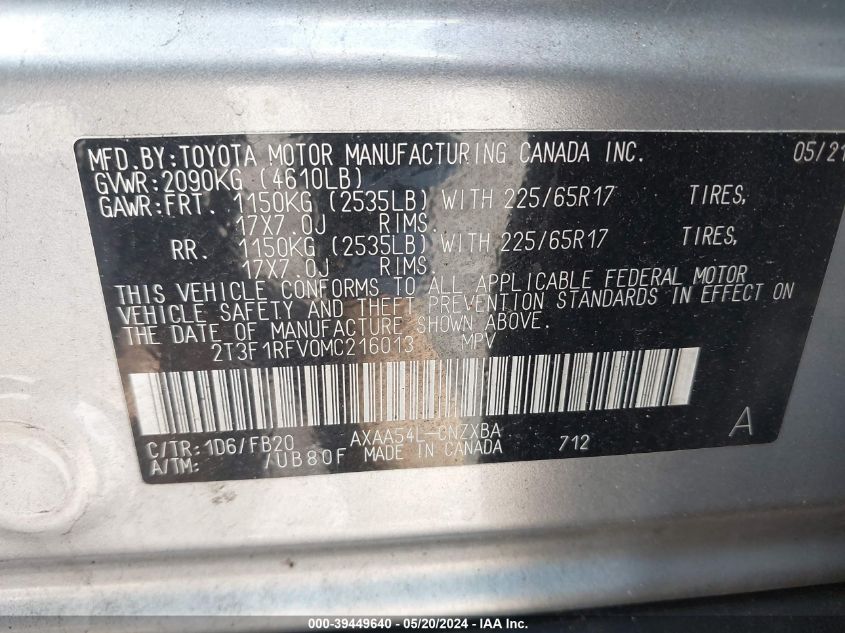 MFD.BY:TOYOTA MOTOR MANUFACTURING CANADA INC. 05/21
GVWR:2090KG (4610LB)
GAWR:FRT. 1150KG (2535LB) WITH 225/65R17 TIRES,
17X7.0J RIMS.
RR. 1150KG (2535LB) WITH 225/65R17 TIRES,
17X7.0J RIMS.
THIS VEHICLE CONFORMS TO ALL APPLICABLE FEDERAL MOTOR
VEHICLE SAFETY AND THEFT PREVENTION STANDARDS IN EFFECT ON
THE DATE OF MANUFACTURE SHOWN ABOVE.
2T3F1RFV0MC216013 MPV
C/TR:1D6/FB20 AXAA54L-CNZXBA A
A/TM: /UB80F MADE IN CANADA 712
000-39449640 - 05/20/2024 - IAA Inc.